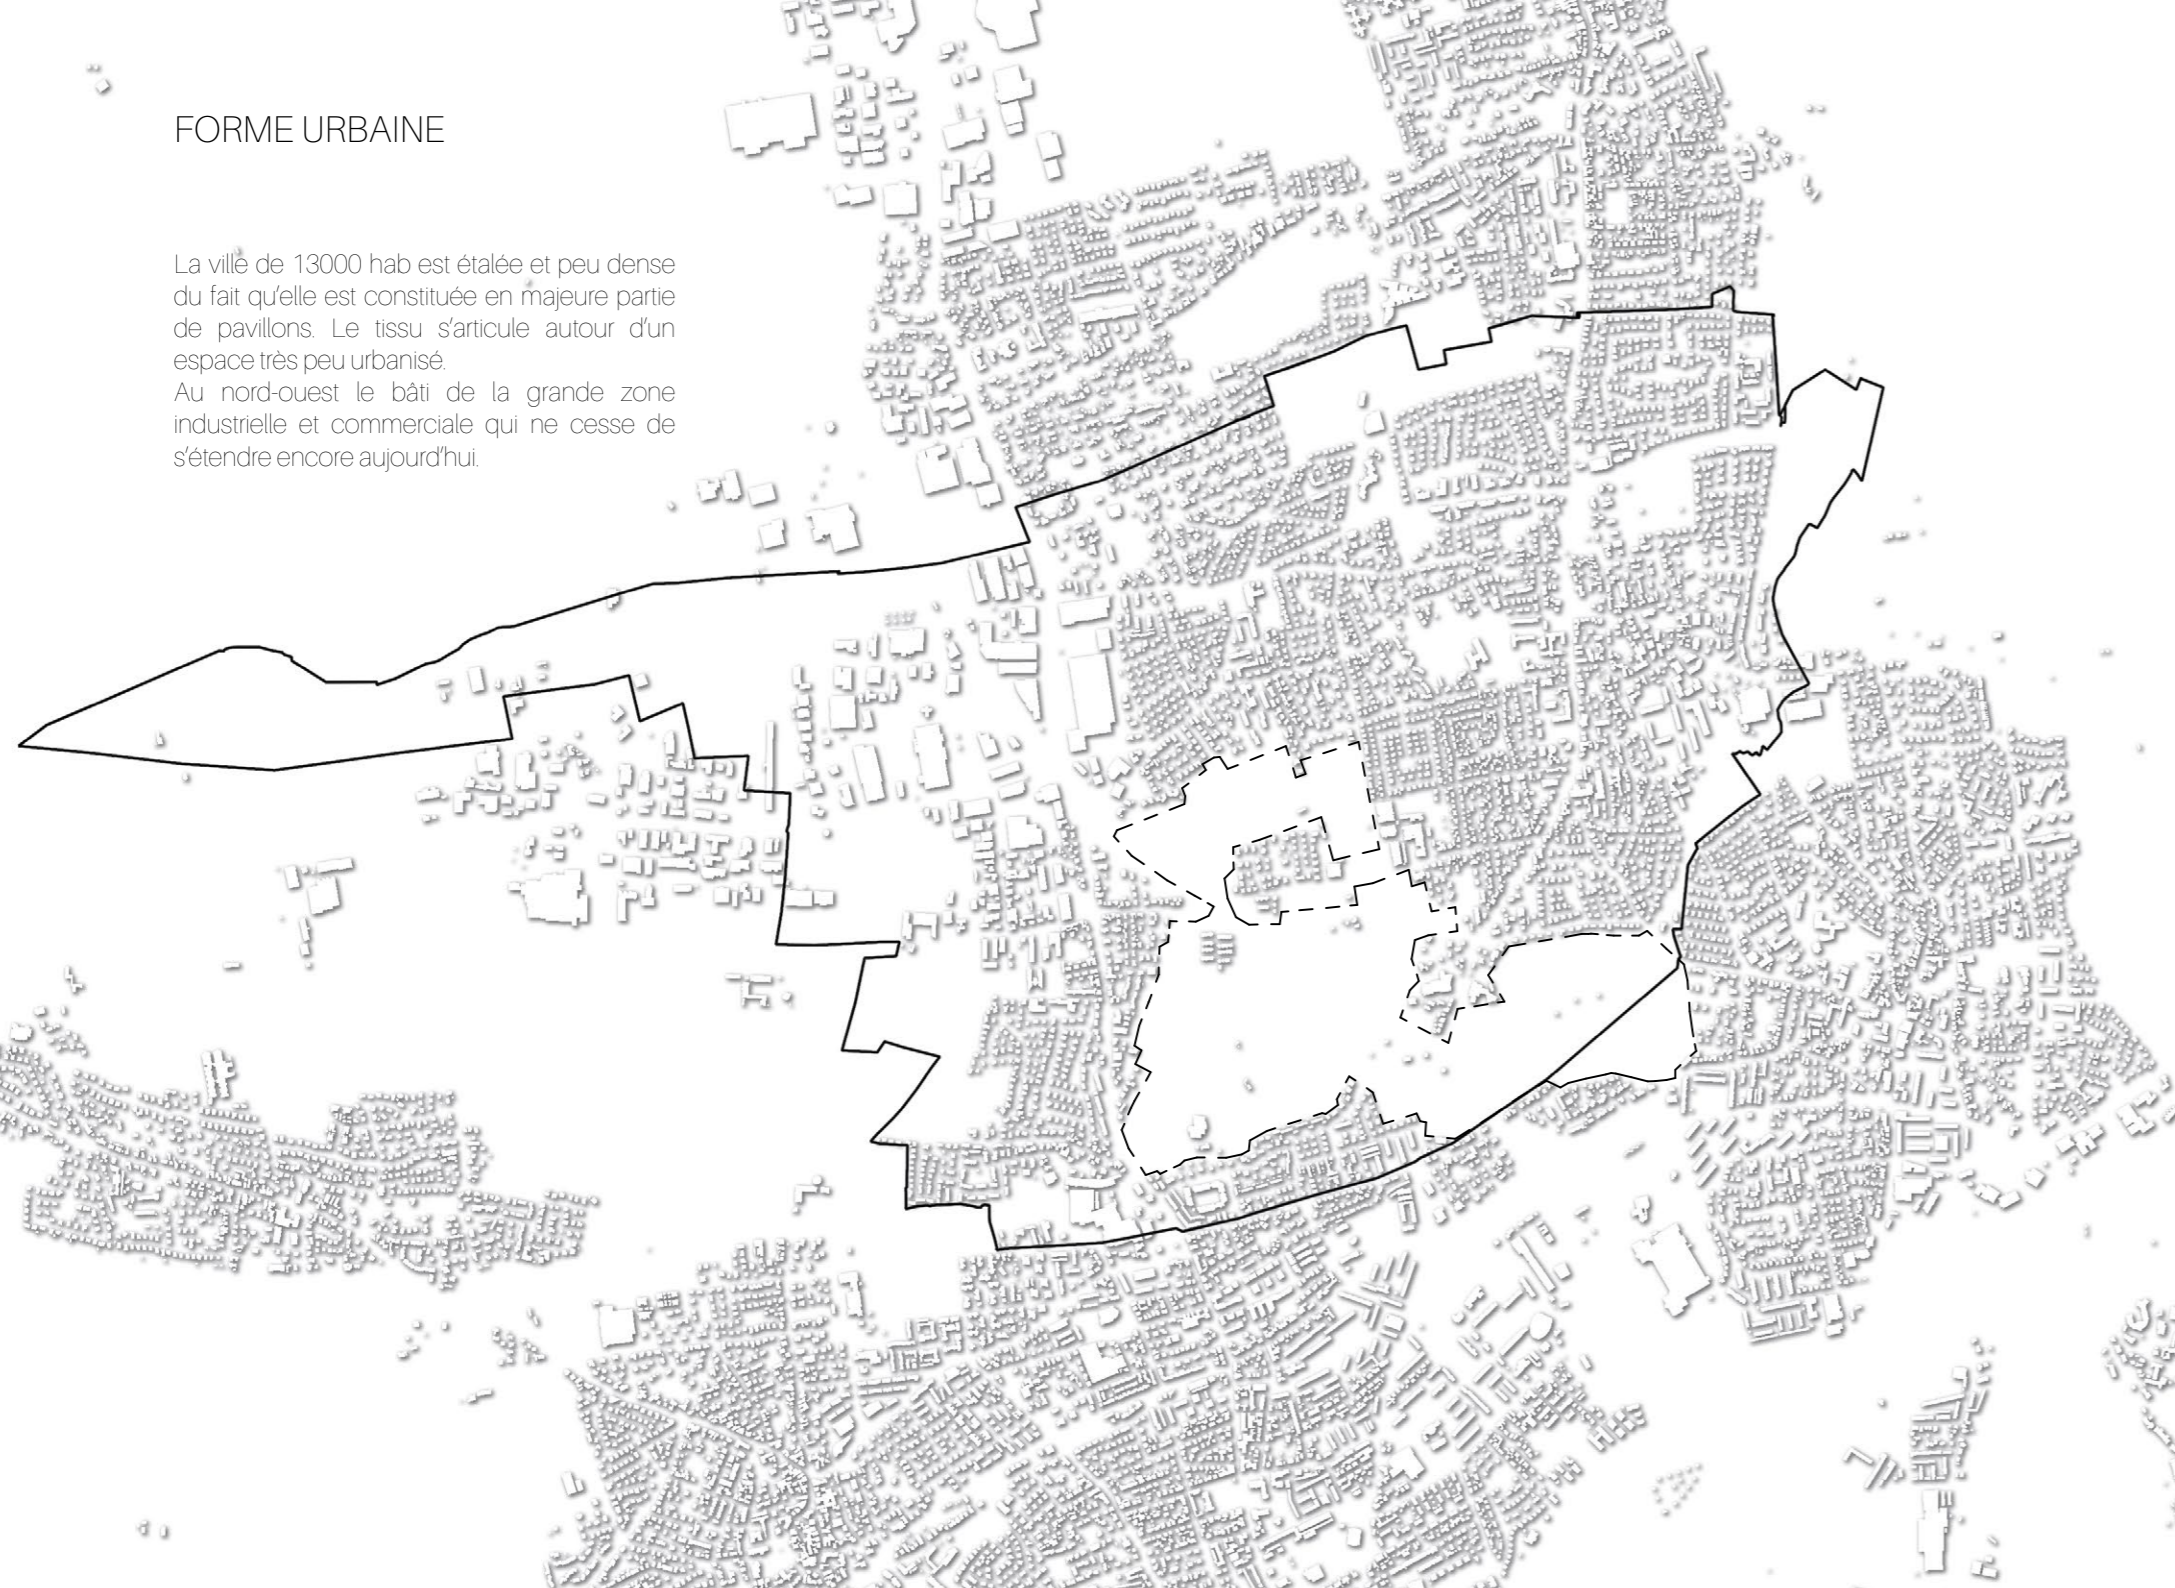 FORME URBAINE
La ville de 13000 hab est étalée et peu dense
du fait qu'elle est constituée en majeure partie
de pavillons. Le tissu s'articule autour d'un
espace très peu urbanisé.
Au nord-ouest le bâti de la grande zone
industrielle et commerciale qui ne cesse de
s'étendre encore aujourd'hui.